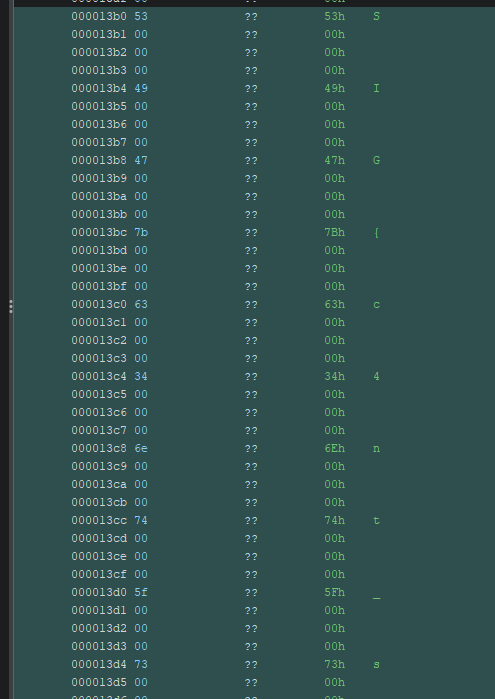 000013b0 53 ?? 53h S
000013b1 00 ?? 00h
000013b2 00 ?? 00h
000013b3 00 ?? 00h
000013b4 49 ?? 49h I
000013b5 00 ?? 00h
000013b6 00 ?? 00h
000013b7 00 ?? 00h
000013b8 47 ?? 47h G
000013b9 00 ?? 00h
000013ba 00 ?? 00h
000013bb 00 ?? 00h
000013bc 7b ?? 7Bh {
000013bd 00 ?? 00h
000013be 00 ?? 00h
000013bf 00 ?? 00h
000013c0 63 ?? 63h c
000013c1 00 ?? 00h
000013c2 00 ?? 00h
000013c3 00 ?? 00h
000013c4 34 ?? 34h 4
000013c5 00 ?? 00h
000013c6 00 ?? 00h
000013c7 00 ?? 00h
000013c8 6e ?? 6Eh n
000013c9 00 ?? 00h
000013ca 00 ?? 00h
000013cb 00 ?? 00h
000013cc 74 ?? 74h t
000013cd 00 ?? 00h
000013ce 00 ?? 00h
000013cf 00 ?? 00h
000013d0 5f ?? 5Fh _
000013d1 00 ?? 00h
000013d2 00 ?? 00h
000013d3 00 ?? 00h
000013d4 73 ?? 73h s
000013d5 00 ?? 00h